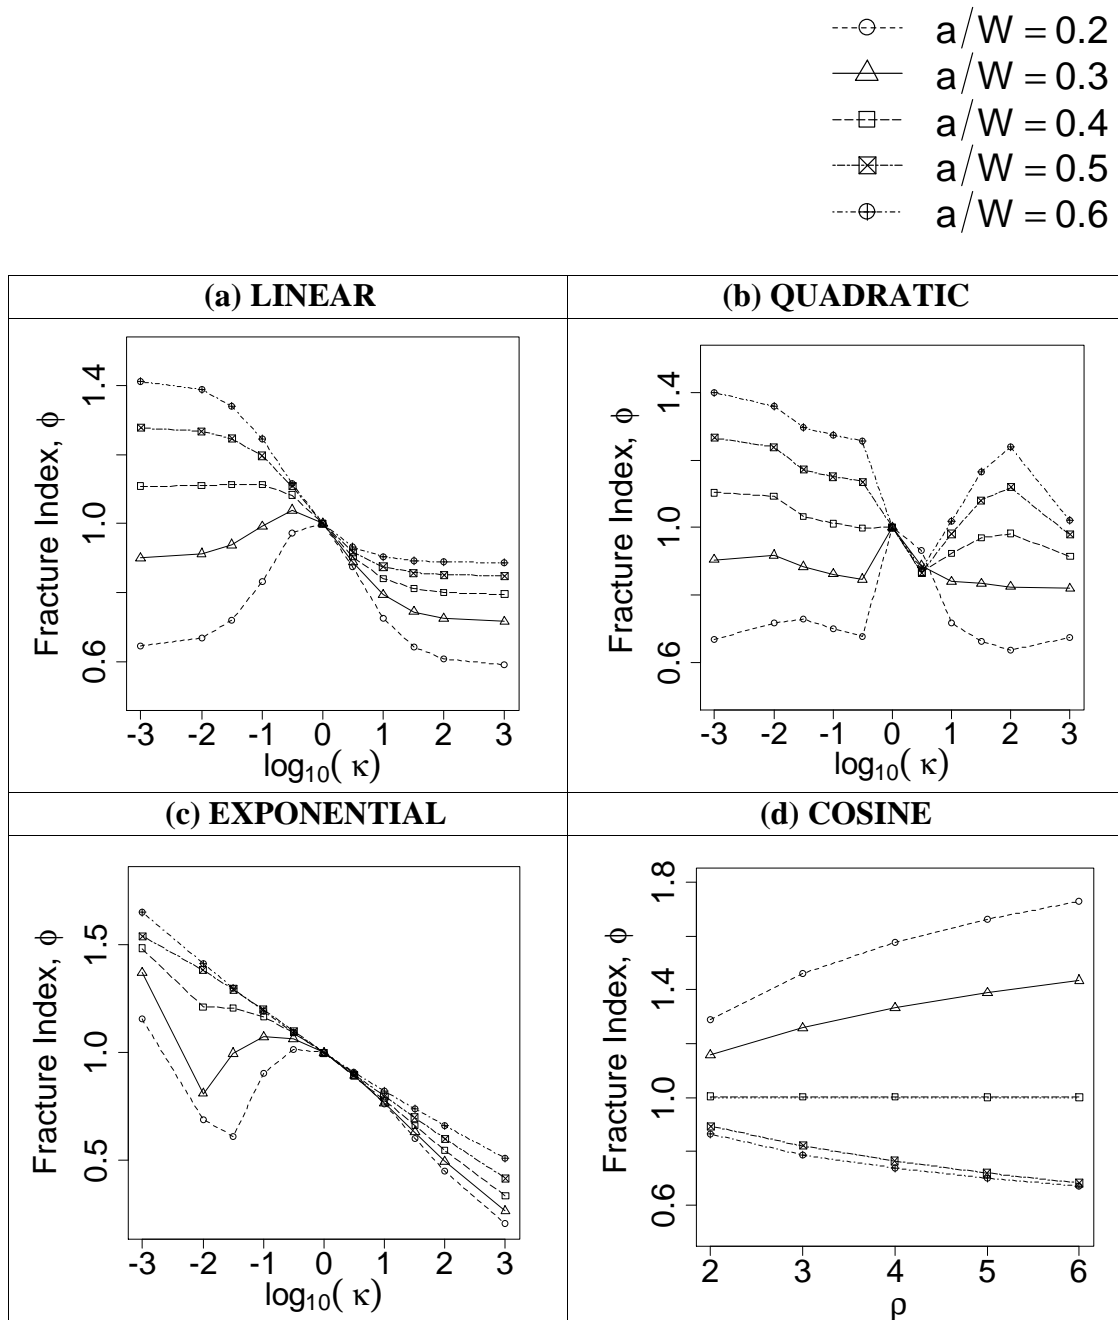 a/W = 0.2
a/W = 0.3
a/W = 0.4
a/W = 0.5
a/W = 0.6
(a) LINEAR
(b) QUADRATIC
Fracture Index, ϕ
1.4
1.0
0.6
-3 -2 -1 0 1 2 3
log₁₀( κ)
Fracture Index, ϕ
1.4
1.0
0.6
-3 -2 -1 0 1 2 3
log₁₀( κ)
(c) EXPONENTIAL
(d) COSINE
Fracture Index, ϕ
1.5
1.0
0.5
-3 -2 -1 0 1 2 3
log₁₀( κ)
Fracture Index, ϕ
1.8
1.4
1.0
0.6
2 3 4 5 6
ρ